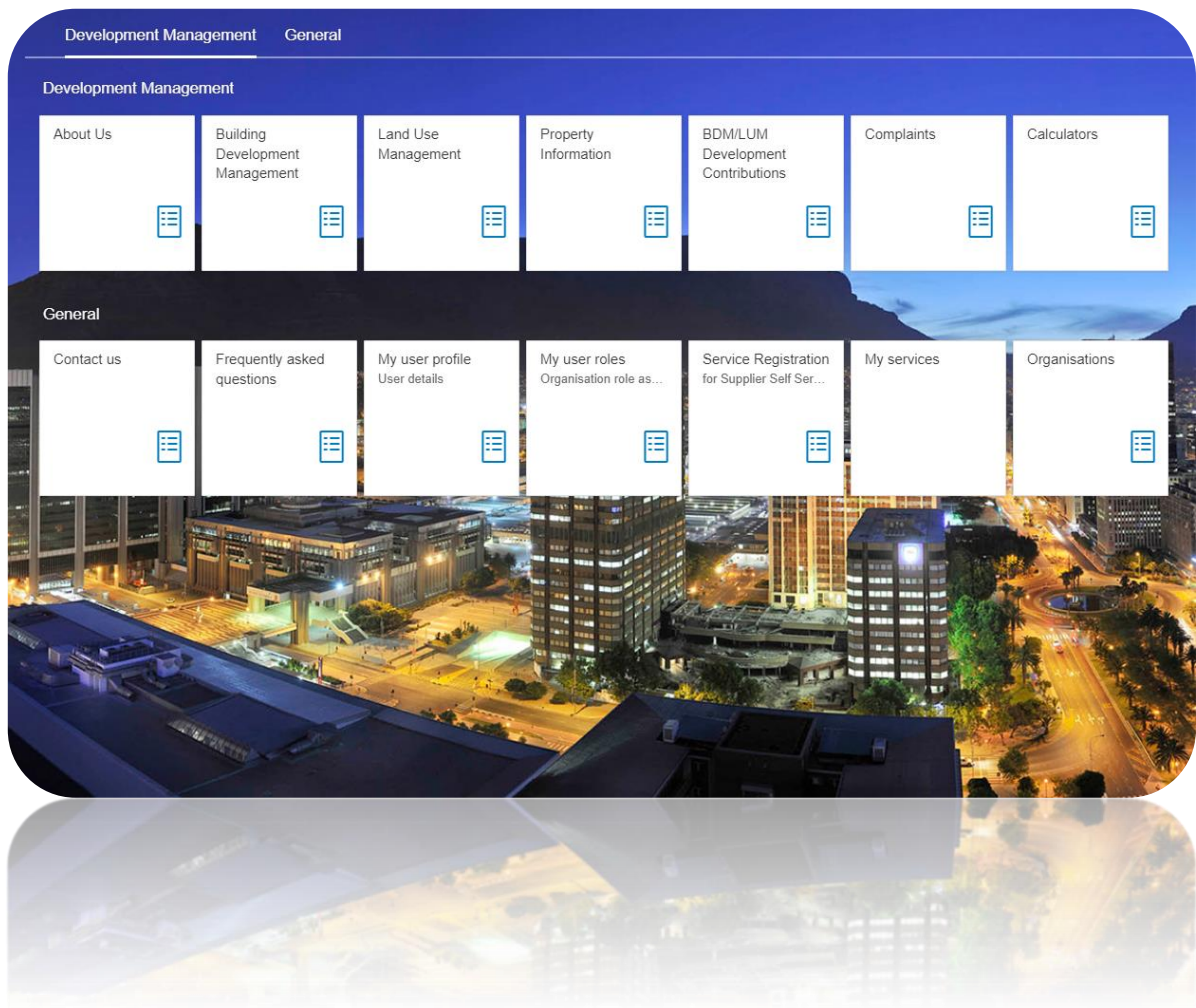 Development Management General
Development Management
About Us
Building
Development
Management
Land Use
Management
Property
Information
BDM/LUM
Development
Contributions
Complaints
Calculators
General
Contact us
Frequently asked
questions
My user profile
User details
My user roles
Organisation role as...
Service Registration
for Supplier Self Ser...
My services
Organisations